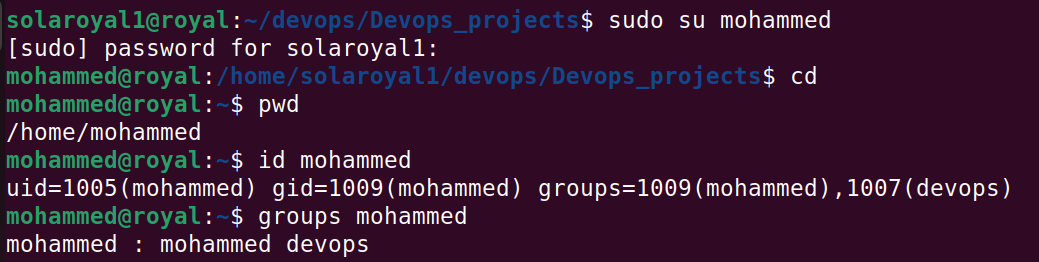 solaroyal1@royal:~/devops/Devops_projects$ sudo su mohammed
[sudo] password for solaroyal1:
mohammed@royal:/home/solaroyal1/devops/Devops_projects$ cd
mohammed@royal:~$ pwd
/home/mohammed
mohammed@royal:~$ id mohammed
uid=1005(mohammed) gid=1009(mohammed) groups=1009(mohammed),1007(devops)
mohammed@royal:~$ groups mohammed
mohammed : mohammed devops